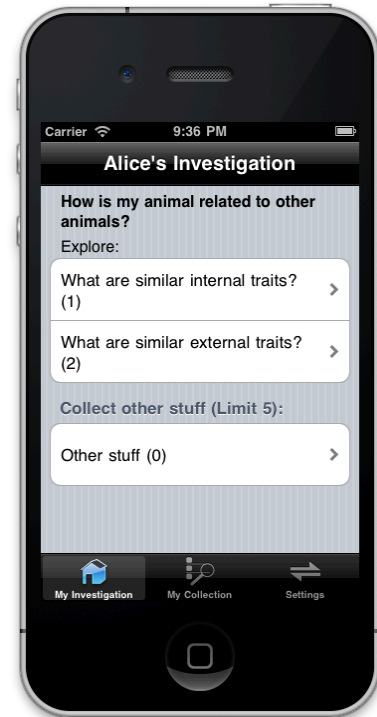 Carrier 9:36 PM
Alice's Investigation
How is my animal related to other
animals?
Explore:
What are similar internal traits?
(1)
What are similar external traits?
(2)
Collect other stuff (Limit 5):
Other stuff (0)
My Investigation My Collection Settings